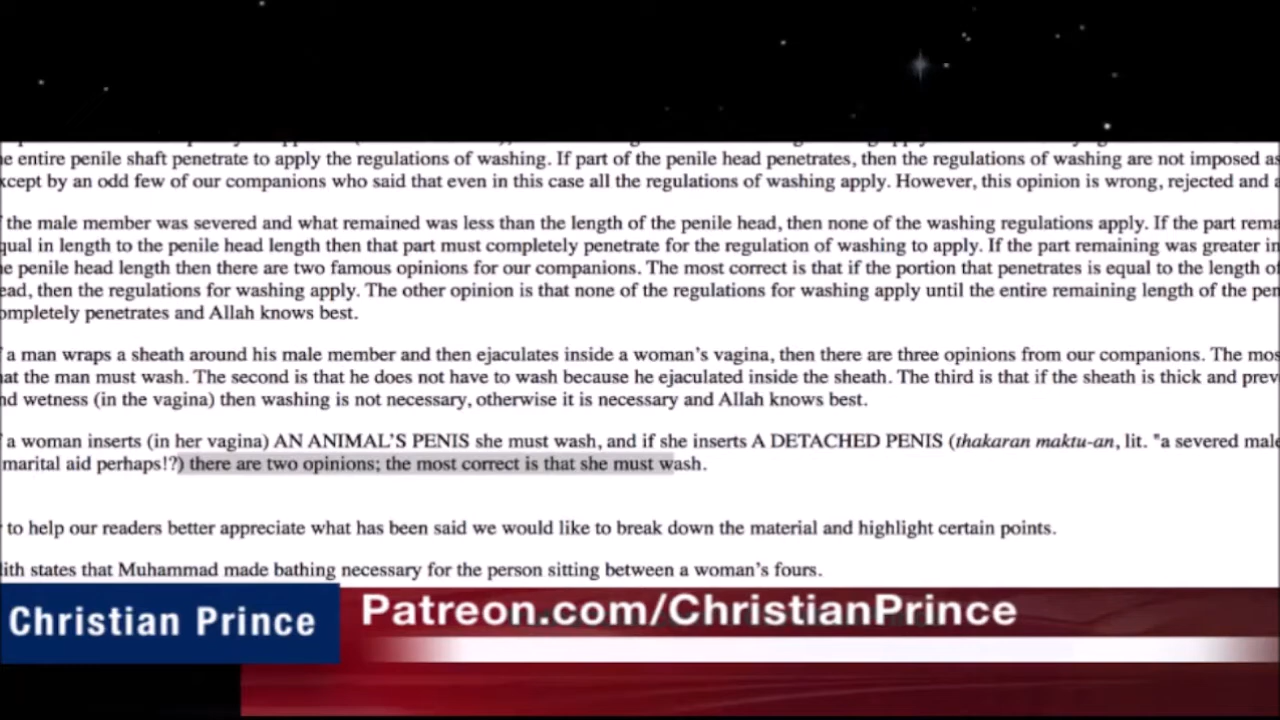 e entire penile shaft penetrate to apply the regulations of washing. If part of the penile head penetrates, then the regulations of washing are not imposed as
xcept by an odd few of our companions who said that even in this case all the regulations of washing apply. However, this opinion is wrong, rejected and a
the male member was severed and what remained was less than the length of the penile head, then none of the washing regulations apply. If the part rema
qual in length to the penile head length then that part must completely penetrate for the regulation of washing to apply. If the part remaining was greater in
e penile head length then there are two famous opinions for our companions. The most correct is that if the portion that penetrates is equal to the length of
ead, then the regulations for washing apply. The other opinion is that none of the regulations for washing apply until the entire remaining length of the pen
ompletely penetrates and Allah knows best.
a man wraps a sheath around his male member and then ejaculates inside a woman's vagina, then there are three opinions from our companions. The mos
at the man must wash. The second is that he does not have to wash because he ejaculated inside the sheath. The third is that if the sheath is thick and prev
nd wetness (in the vagina) then washing is not necessary, otherwise it is necessary and Allah knows best.
a woman inserts (in her vagina) AN ANIMAL'S PENIS she must wash, and if she inserts A DETACHED PENIS (thakaran maktu-an, lit. "a severed male
marital aid perhaps!?) there are two opinions; the most correct is that she must wash.
to help our readers better appreciate what has been said we would like to break down the material and highlight certain points.
ith states that Muhammad made bathing necessary for the person sitting between a woman's fours.
Christian Prince
Patreon.com/ChristianPrince